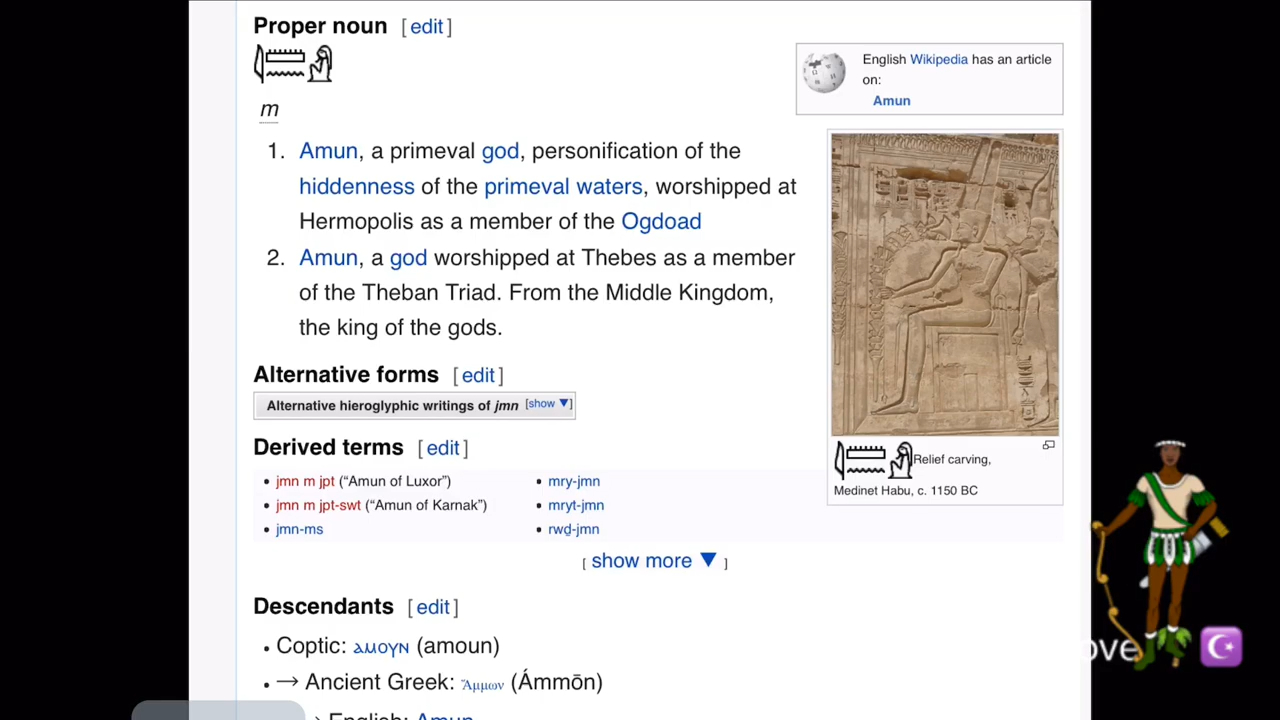 Proper noun [edit]
m
English Wikipedia has an article
on:
Amun
1. Amun, a primeval god, personification of the
hiddenness of the primeval waters, worshipped at
Hermopolis as a member of the Ogdoad
2. Amun, a god worshipped at Thebes as a member
of the Theban Triad. From the Middle Kingdom,
the king of the gods.
Relief carving,
Medinet Habu, c. 1150 BC
Alternative forms [edit]
Alternative hieroglyphic writings of jmn [show ▼]
Derived terms [edit]
• jmn m jpt (“Amun of Luxor”)
• jmn m jpt-swt (“Amun of Karnak”)
• jmn-ms
• mry-jmn
• mryt-jmn
• rwḏ-jmn
[ show more ▼ ]
Descendants [edit]
• Coptic: ⲁⲙⲟⲩⲛ (amoun)
• → Ancient Greek: Ἄμμων (Ámmōn)
→ English: Amun
ove